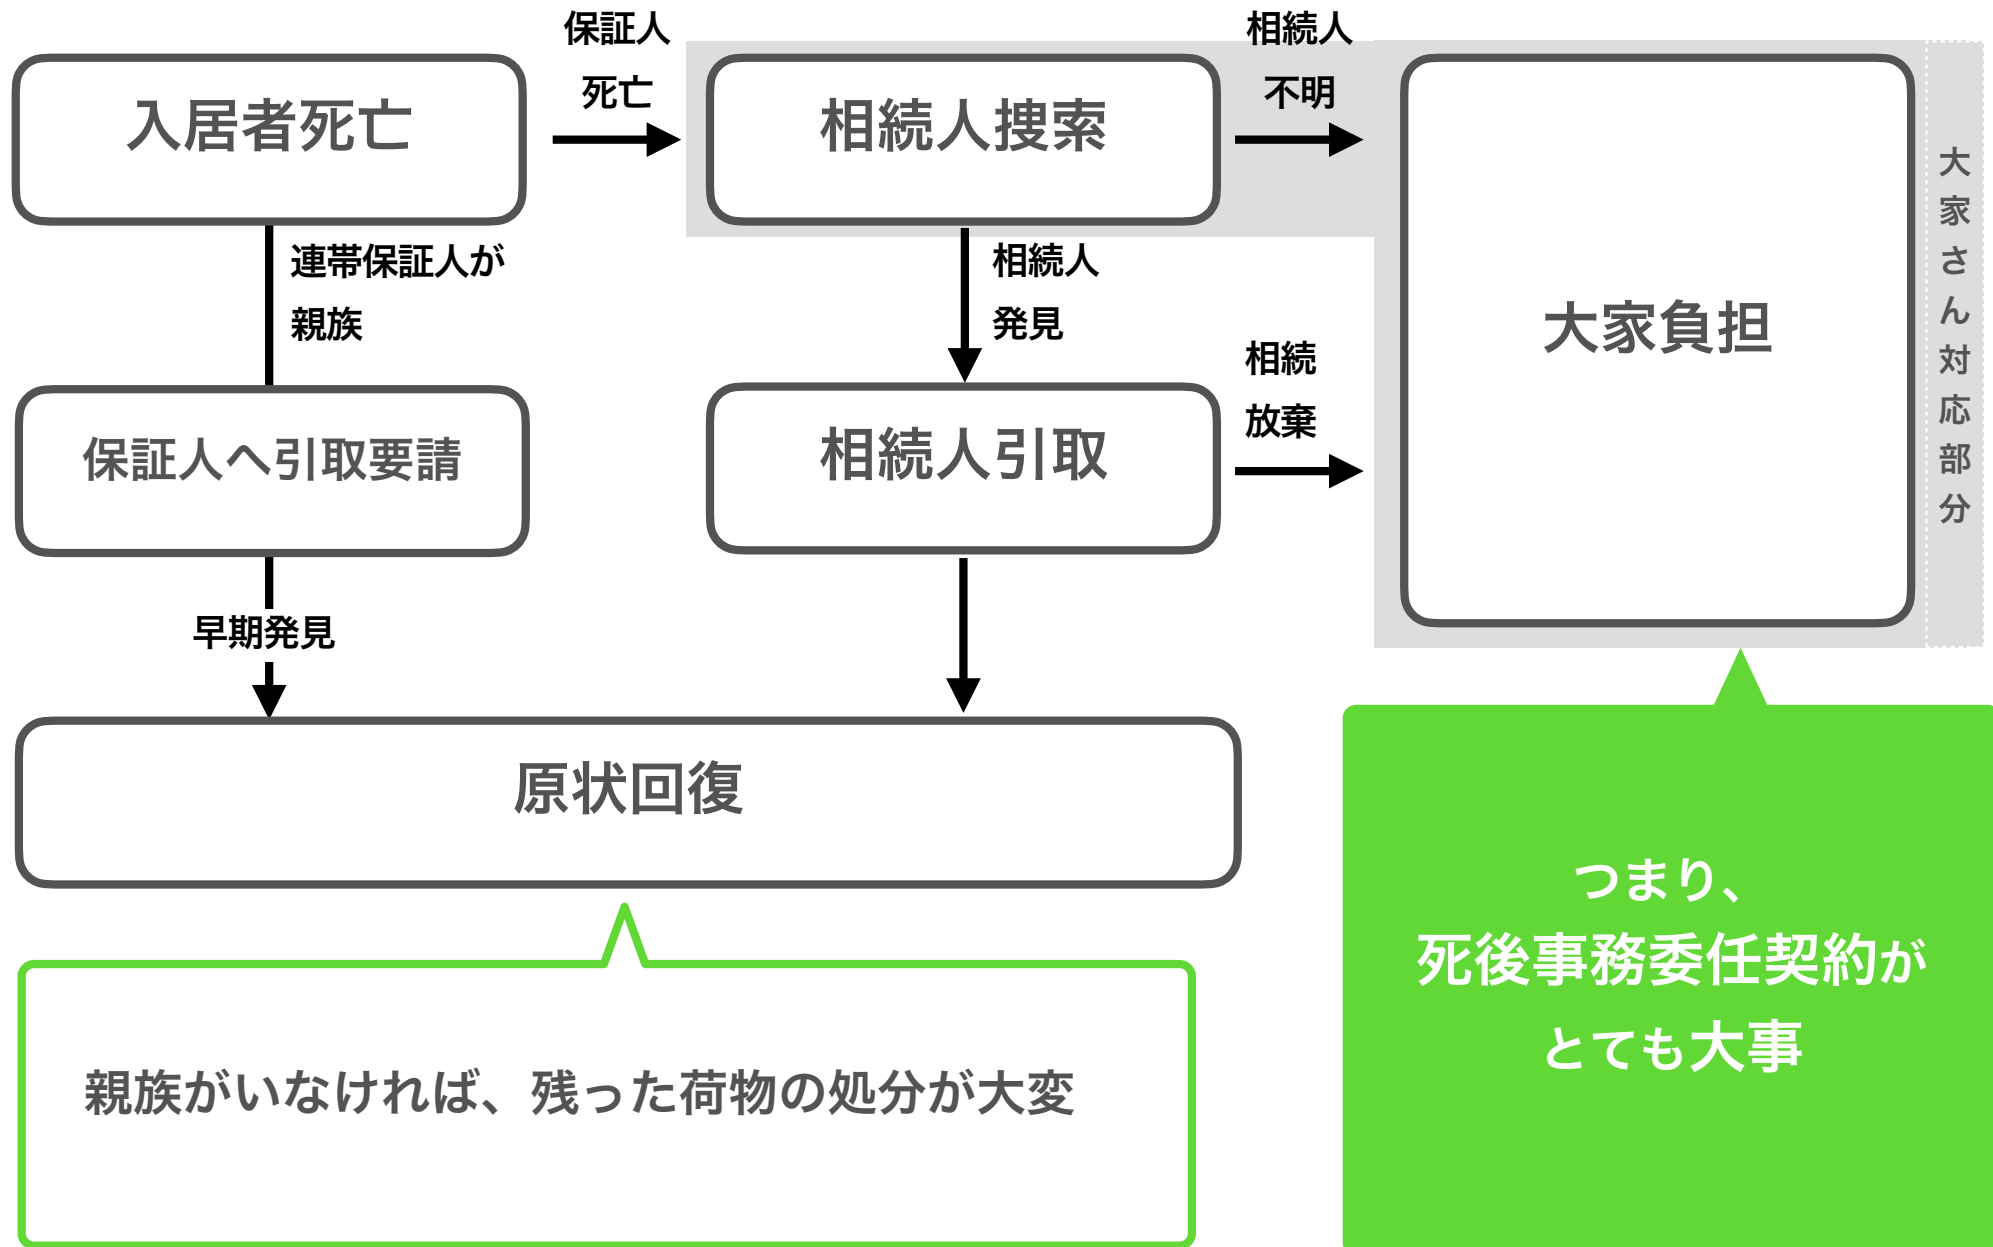 保証人
死亡
相続人
不明
入居者死亡
相続人捜索
大家負担
大家さん対応部分
連帯保証人が
親族
相続人
発見
相続
放棄
保証人へ引取要請
相続人引取
早期発見
原状回復
つまり、
死後事務委任契約が
とても大事
親族がいなければ、残った荷物の処分が大変